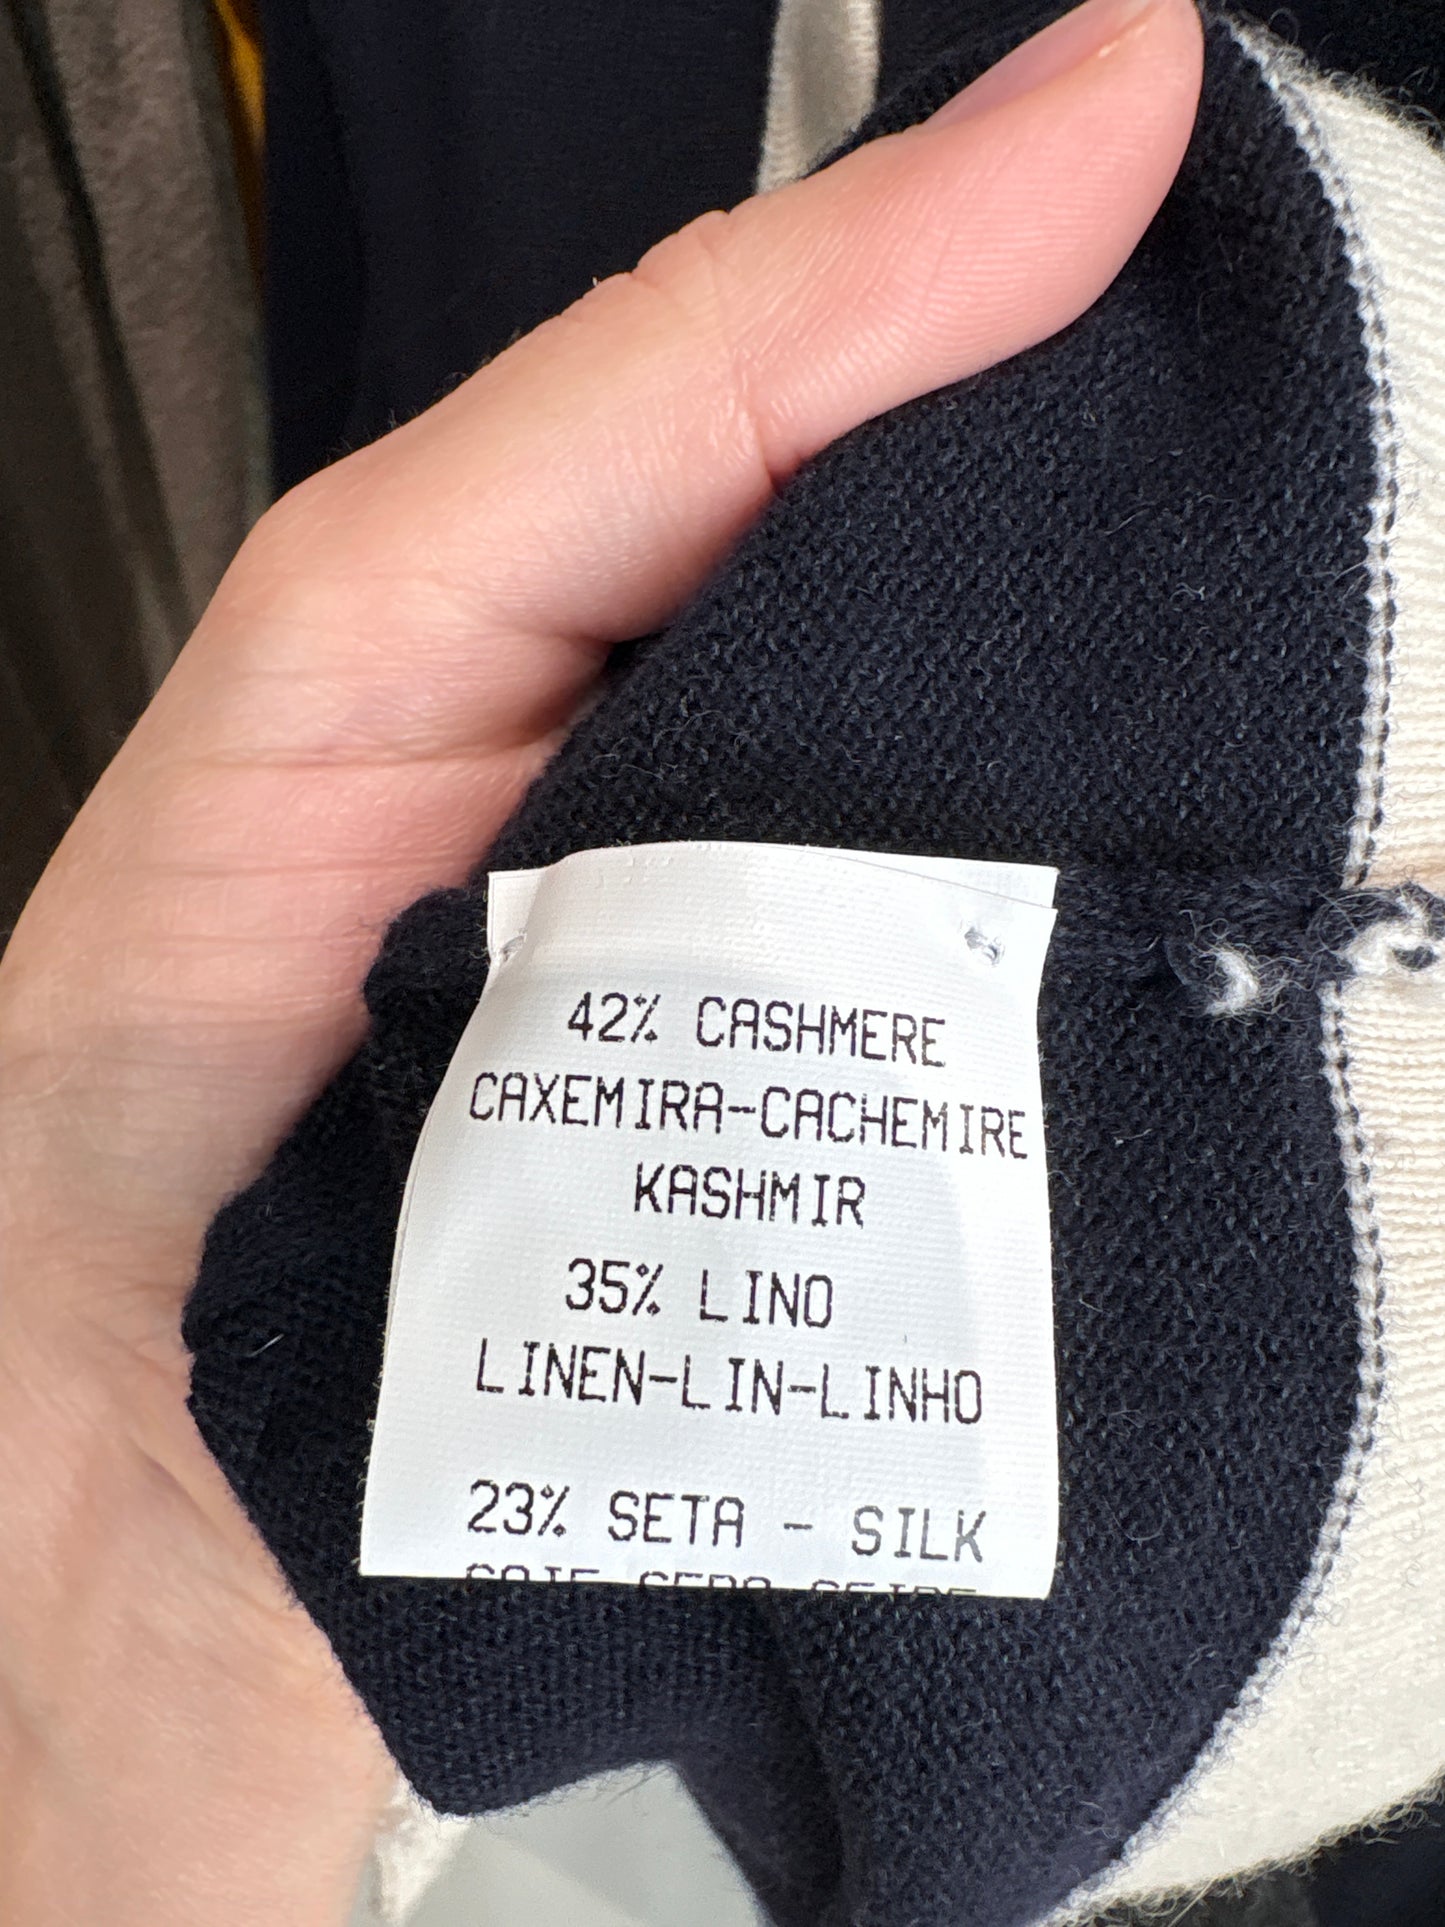 42% CASHMERE
CAXEMIRA-CACHEMIRE
KASHMIR
35% LINO
LINEN-LIN-LINHO
23% SETA - SILK